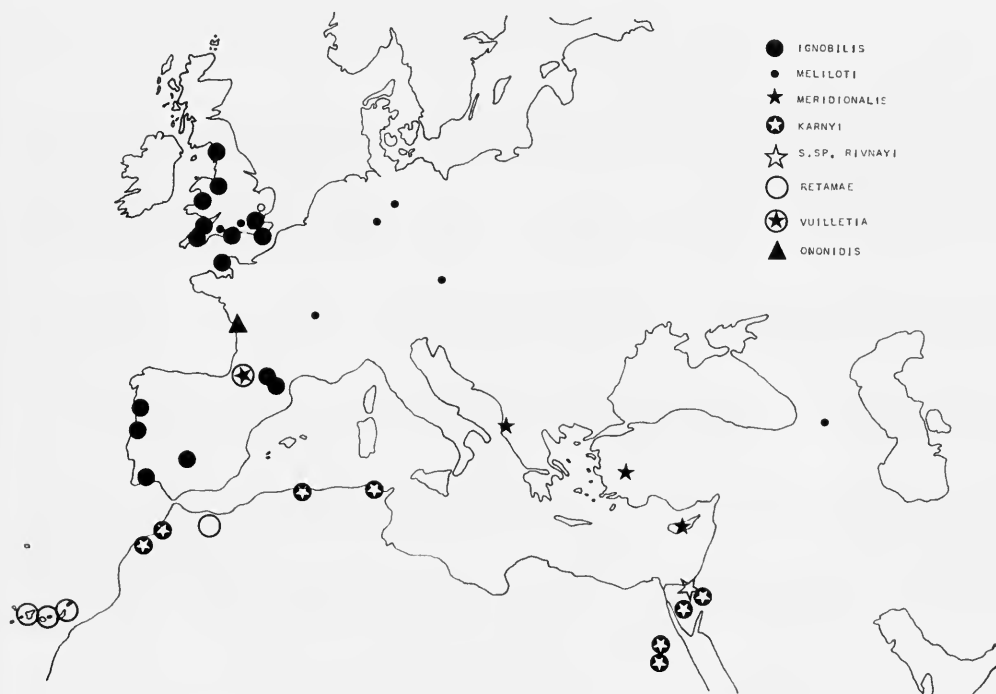 IGNOBILIS
MELILOTI
MERIDIONALIS
KARNYI
S.SP. RIVNAYI
RETAMAE
VUILLETIA
ONONIDIS